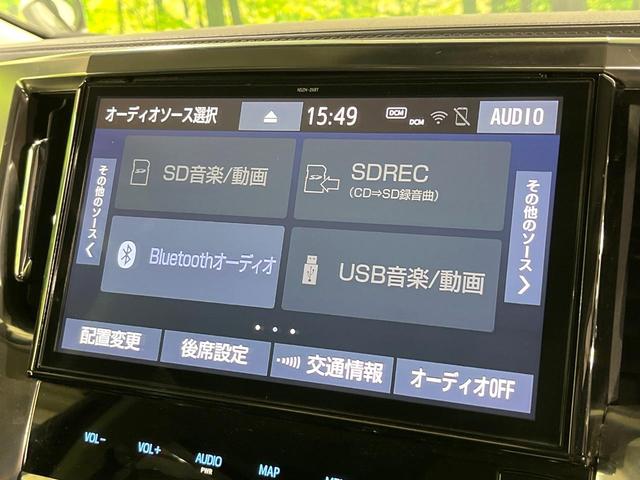 NSZN-Z68T
オーディオソース選択
15:49
DCM
DCM
AUDIO
その他のソース
SD音楽/動画
SDREC
(CD⇒SD録音曲)
その他のソース
Bluetoothオーディオ
USB音楽/動画
配置変更
後席設定
交通情報
オーディオOFF
VOL-
VOL+
AUDIO
PWR
MAP